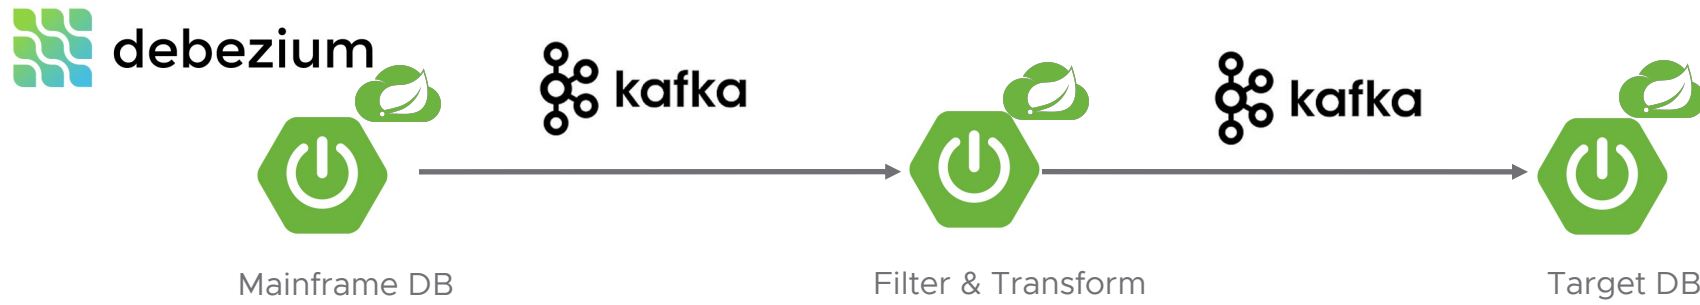 debezium
kafka
kafka
Mainframe DB
Filter & Transform
Target DB